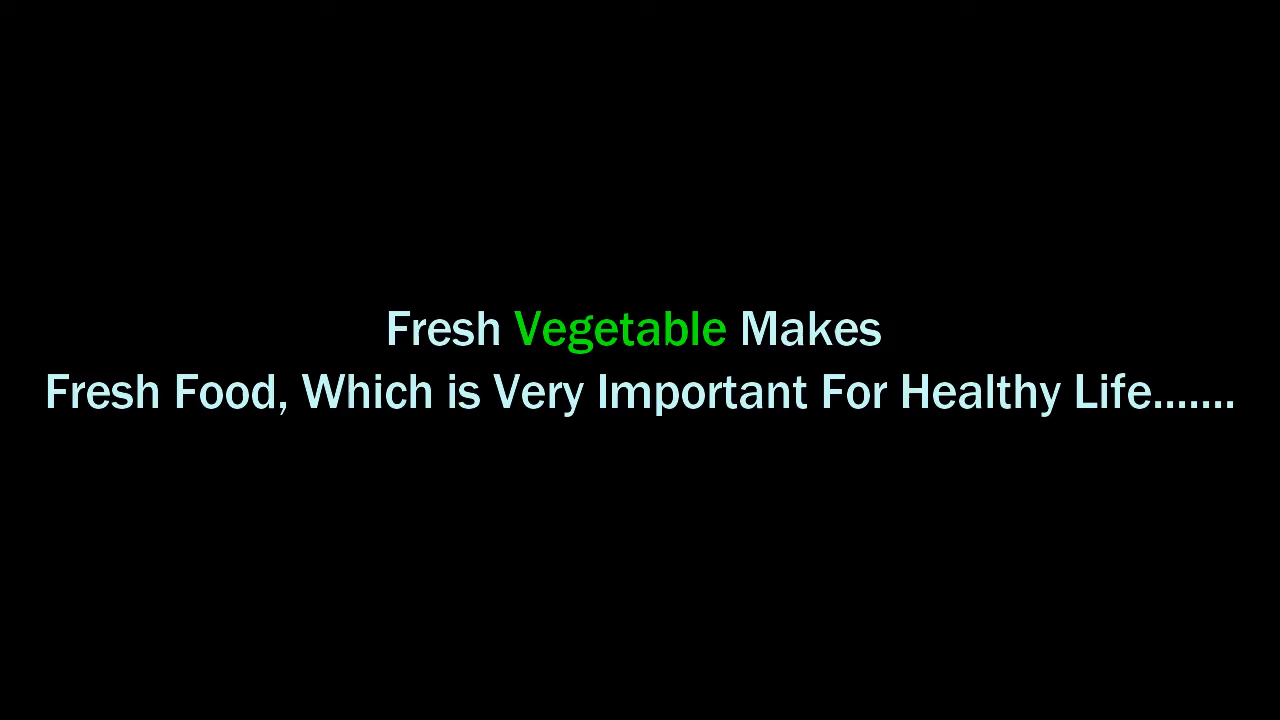 Fresh Vegetable Makes
Fresh Food, Which is Very Important For Healthy Life.......